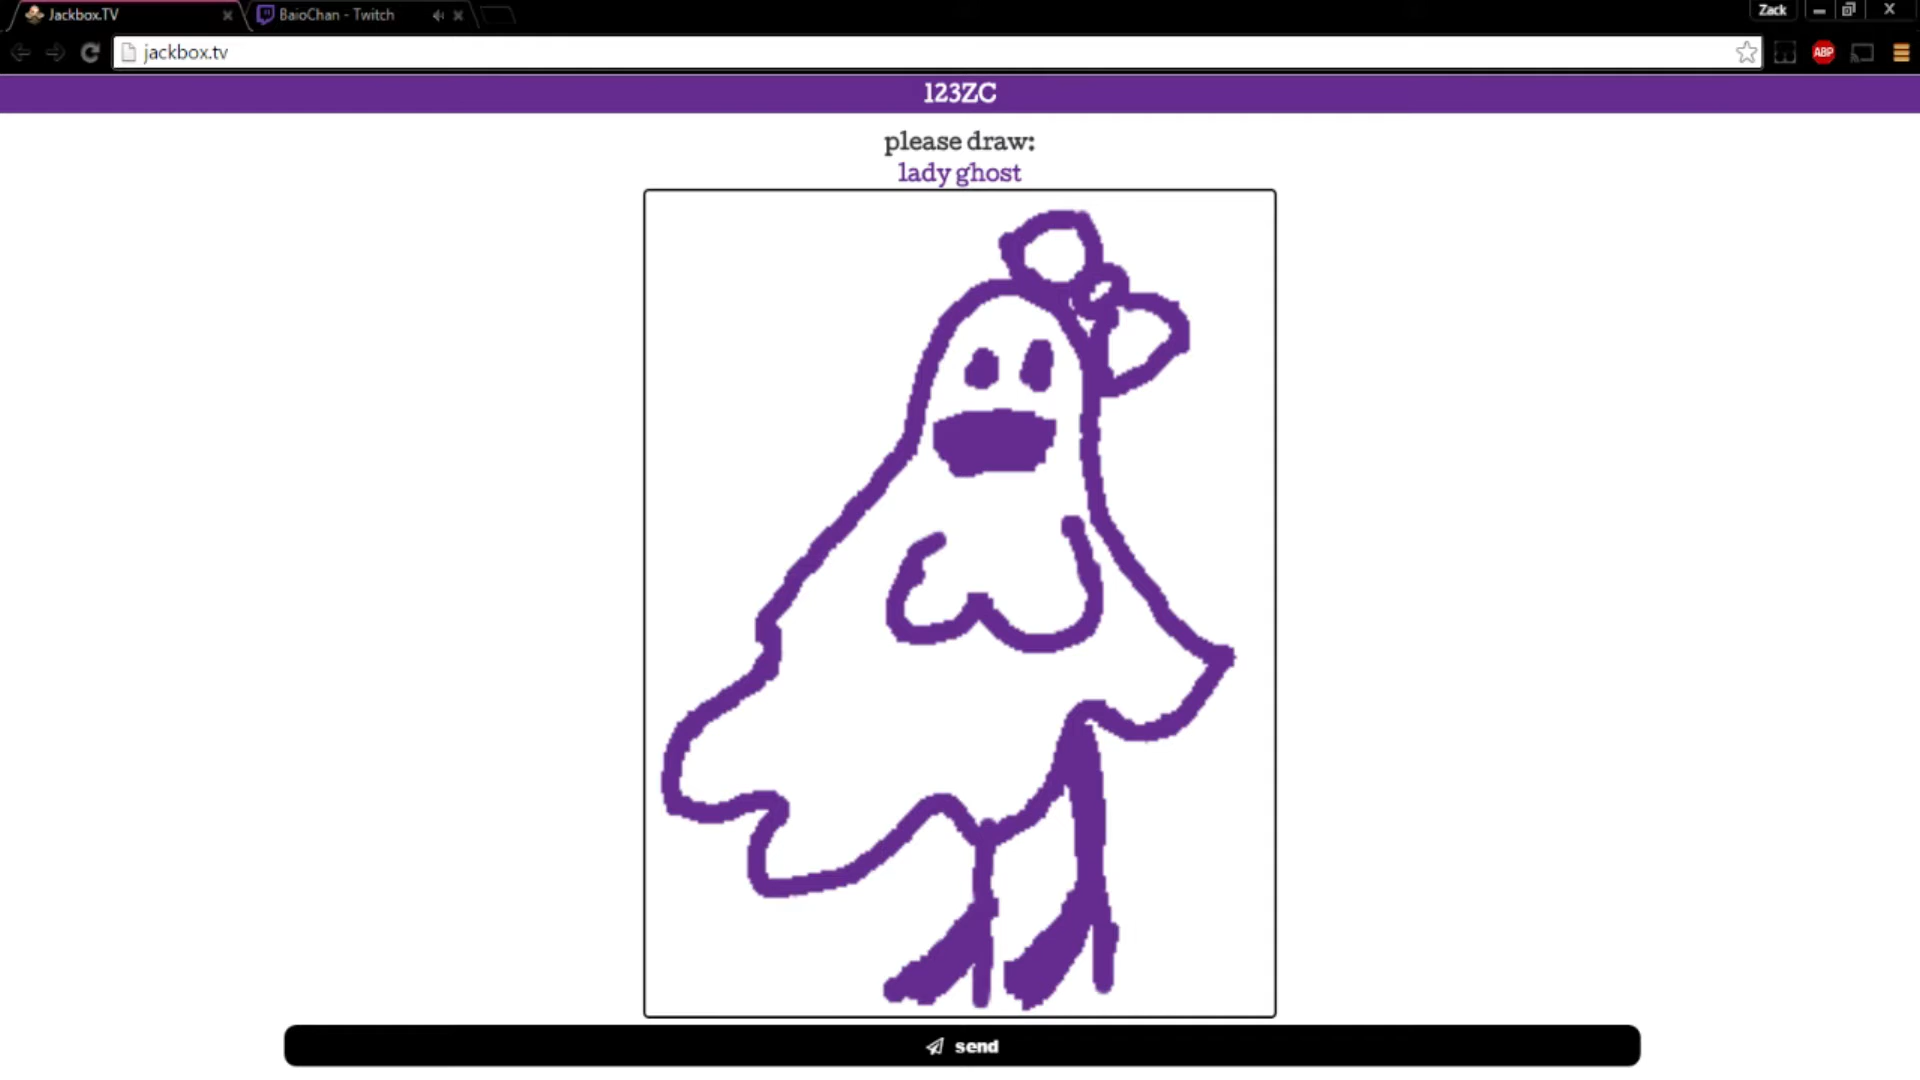 Jackbox.TV
BaioChan - Twitch
Zack
jackbox.tv
ABP
123ZC
please draw:
lady ghost
send